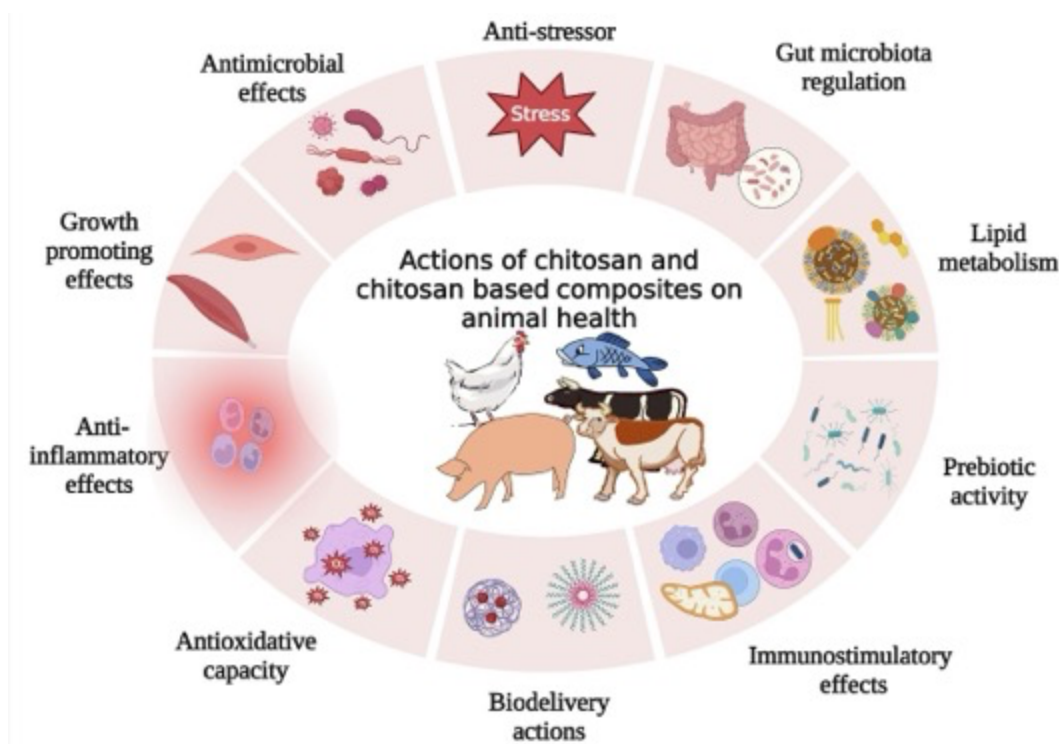 Anti-stressor
Gut microbiota
regulation
Antimicrobial
effects
Stress
Growth
promoting
effects
Lipid
metabolism
Actions of chitosan and
chitosan based composites on
animal health
Anti-
inflammatory
effects
Prebiotic
activity
Antioxidative
capacity
Immunostimulatory
effects
Biodelivery
actions